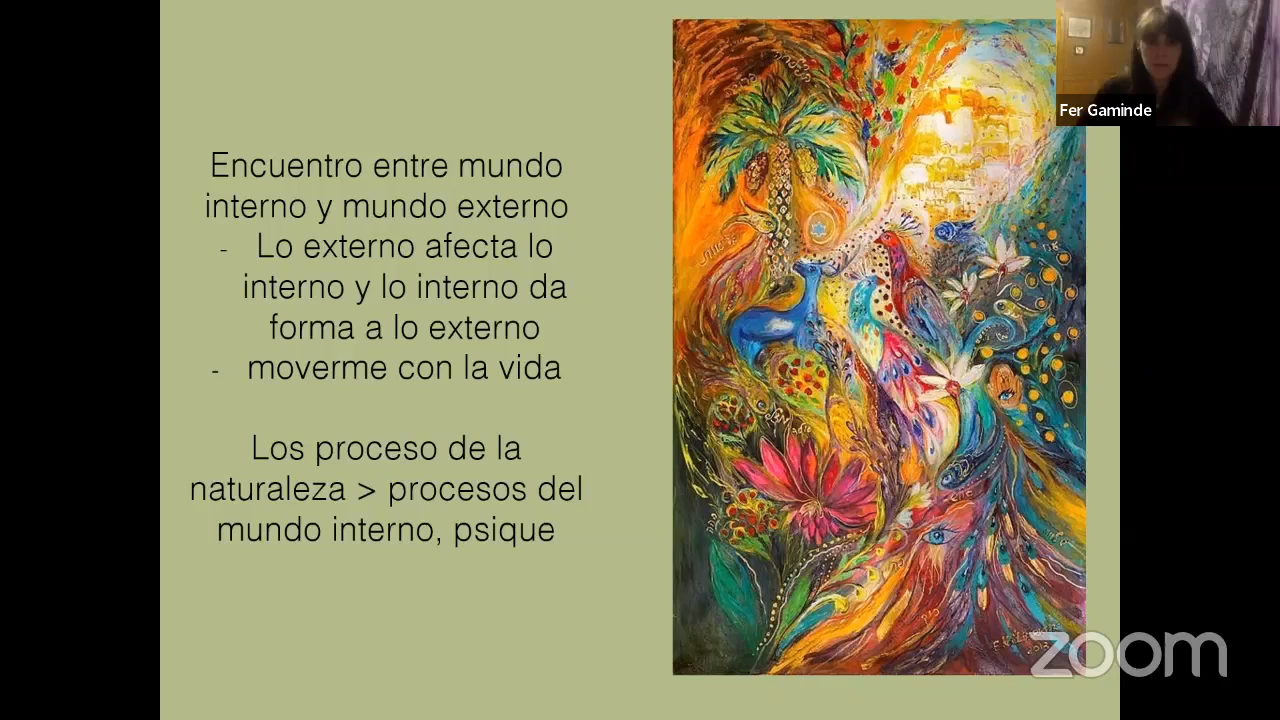 Encuentro entre mundo
interno y mundo externo
- Lo externo afecta lo
interno y lo interno da
forma a lo externo
- moverme con la vida
Los proceso de la
naturaleza > procesos del
mundo interno, psique
Fer Gaminde
zoom